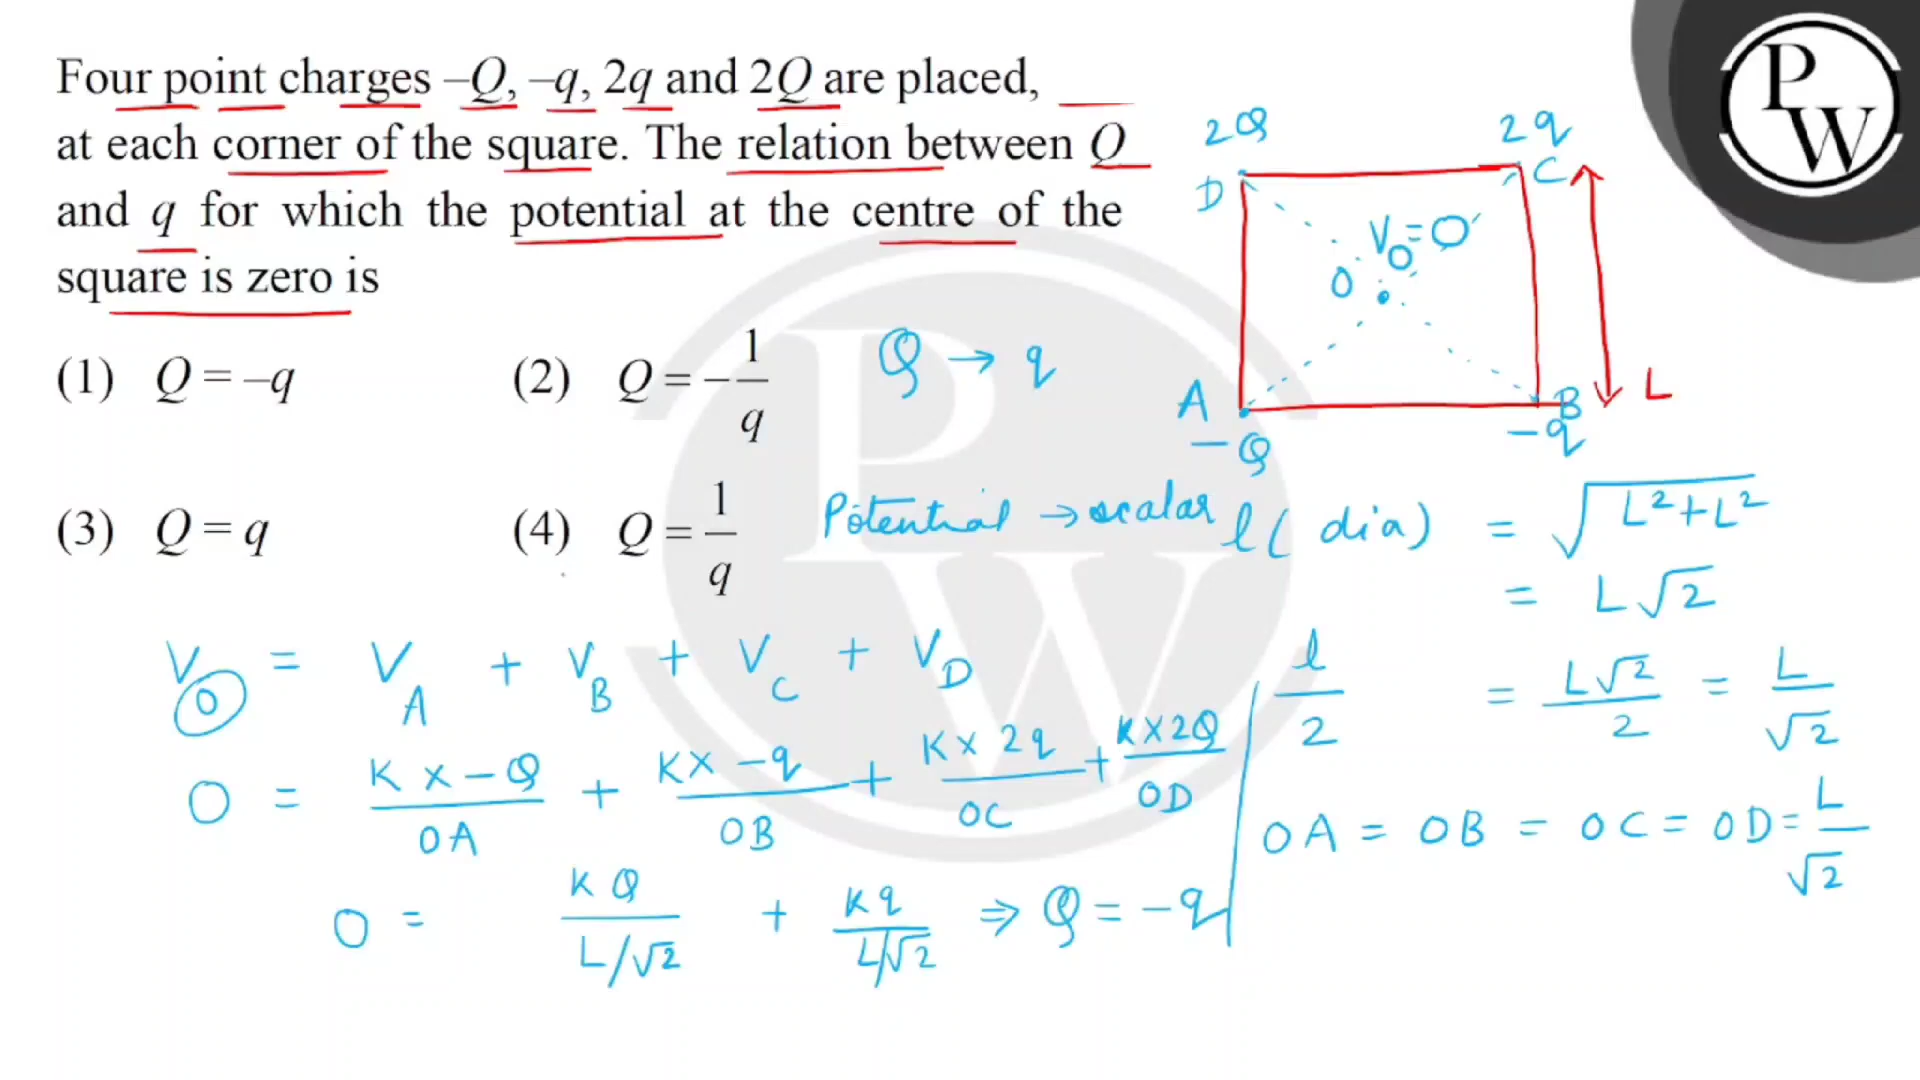 Four point charges –Q, –q, 2q and 2Q are placed,
at each corner of the square. The relation between Q
and q for which the potential at the centre of the
square is zero is
(1) Q = –q (2) Q = –1/q
(3) Q = q (4) Q = 1/q
Q → q
P
W
2Q 2q
D C
V₀ = 0
O
A B L
–Q –q
Potential → scalar
l (dia) = √(L² + L²)
= L√2
l/2 = L√2/2 = L/√2
OA = OB = OC = OD = L/√2
V_O = V_A + V_B + V_C + V_D
0 = K × –Q/OA + K × –q/OB + K × 2q/OC + K × 2Q/OD
0 = KQ/(L/√2) + Kq/(L/√2) ⇒ Q = –q
P
W